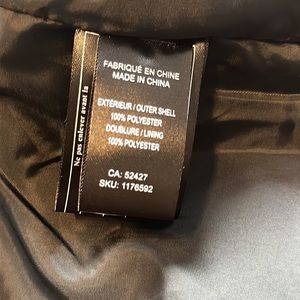 FABRIQUÉ EN CHINE
MADE IN CHINA
EXTÉRIEUR / OUTER SHELL
100% POLYESTER
DOUBLURE / LINING
100% POLYESTER
CA: 52427
SKU: 1176592
Ne pas enlever avant la